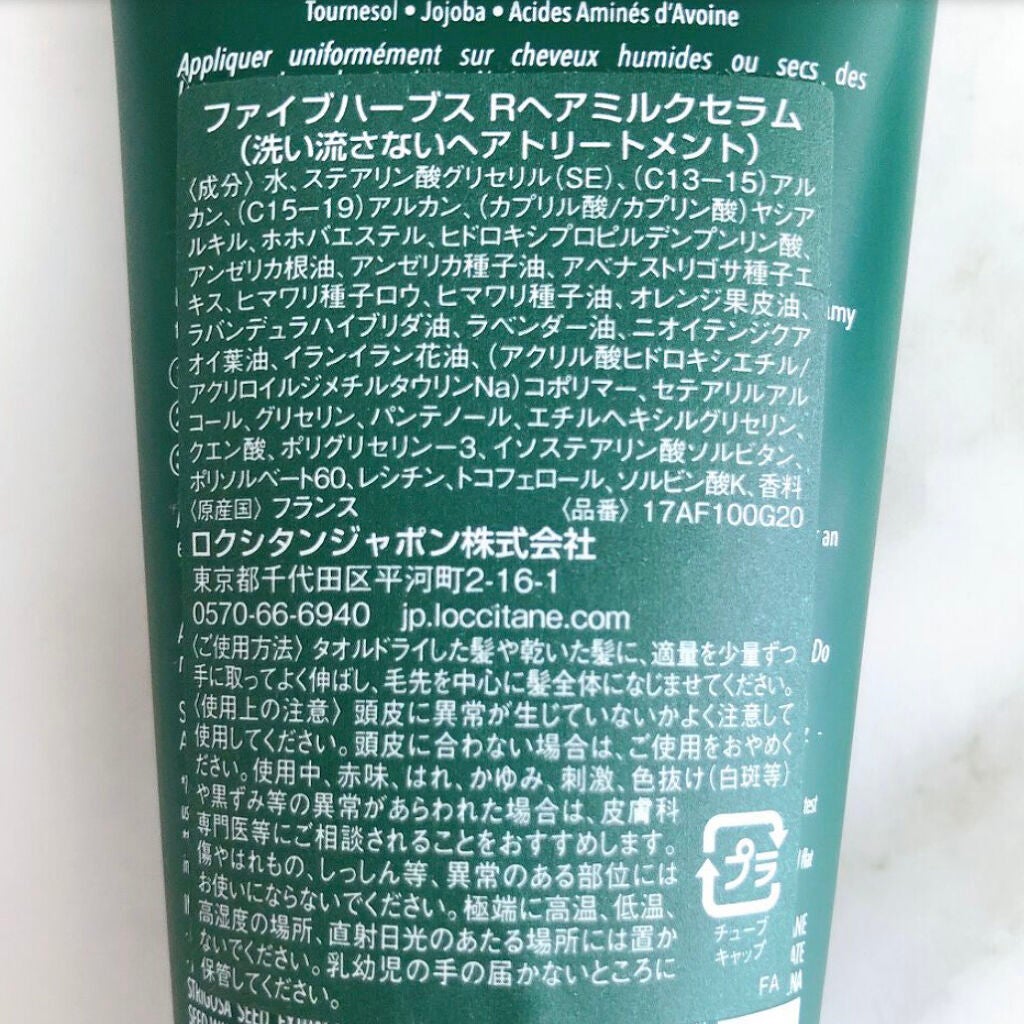 Tournesol • Jojoba • Acides Aminés d'Avoine
Appliquer uniformément sur cheveux humides ou secs, des
ファイブハーブス Rヘアミルクセラム
(洗い流さないヘアトリートメント)
〈成分〉水、ステアリン酸グリセリル(SE)、(C13-15)アル
カン、(C15-19)アルカン、(カプリル酸/カプリン酸)ヤシア
ルキル、ホホバエステル、ヒドロキシプロピルデンプンリン酸、
アンゼリカ根油、アンゼリカ種子油、アベナストリゴサ種子エ
キス、ヒマワリ種子ロウ、ヒマワリ種子油、オレンジ果皮油、
ラバンデュラハイブリダ油、ラベンダー油、ニオイテンジクア
オイ葉油、イランイラン花油、(アクリル酸ヒドロキシエチル/
アクリロイルジメチルタウリンNa)コポリマー、セテアリルアル
コール、グリセリン、パンテノール、エチルヘキシルグリセリン、
クエン酸、ポリグリセリン-3、イソステアリン酸ソルビタン、
ポリソルベート60、レシチン、トコフェロール、ソルビン酸K、香料
〈原産国〉フランス 〈品番〉17AF100G20
ロクシタンジャポン株式会社
東京都千代田区平河町2-16-1
0570-66-6940 jp.loccitane.com
〈ご使用方法〉タオルドライした髪や乾いた髪に、適量を少量ずつ
手に取ってよく伸ばし、毛先を中心に髪全体になじませてください。
〈使用上の注意〉頭皮に異常が生じていないかよく注意して
使用してください。頭皮に合わない場合は、ご使用をおやめく
ださい。使用中、赤味、はれ、かゆみ、刺激、色抜け(白斑等)
や黒ずみ等の異常があらわれた場合は、皮膚科
専門医等にご相談されることをおすすめします。
傷やはれもの、しっしん等、異常のある部位には
お使いにならないでください。極端に高温、低温、
高湿度の場所、直射日光のあたる場所には置か
ないでください。乳幼児の手の届かないところに
保管してください。
プラ
チューブ
キャップ
FA
my
an
Do